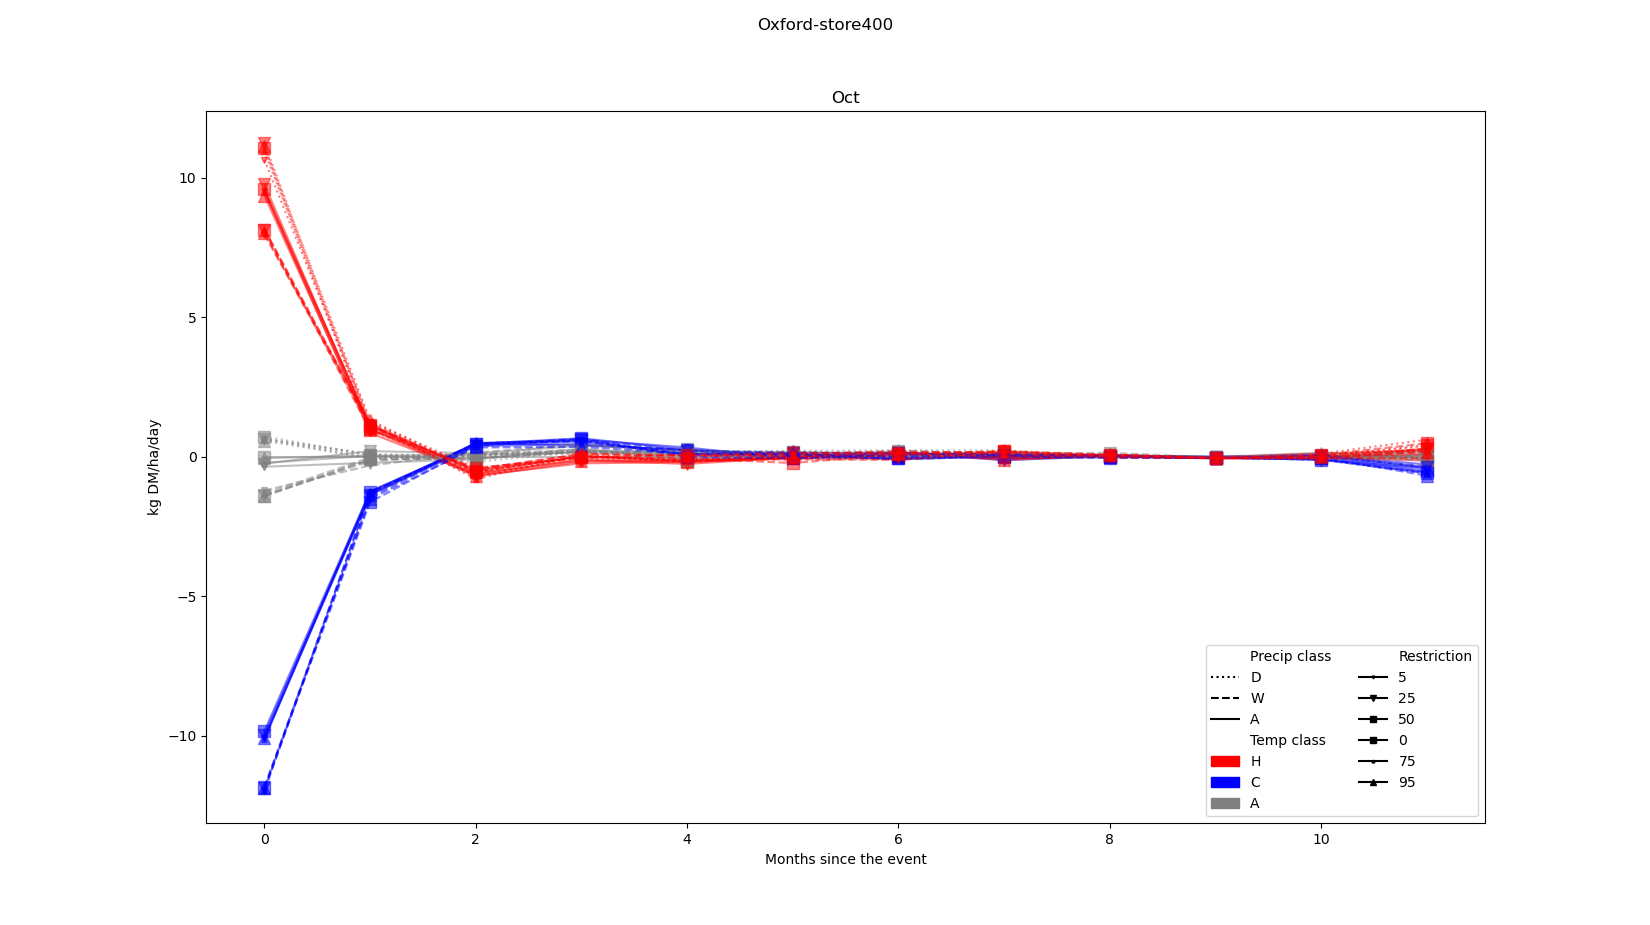 Oxford-store400
Oct
kg DM/ha/day
10
5
0
−5
−10
0 2 4 6 8 10
Months since the event
Precip class
D
W
A
Temp class
H
C
A
Restriction
5
25
50
0
75
95